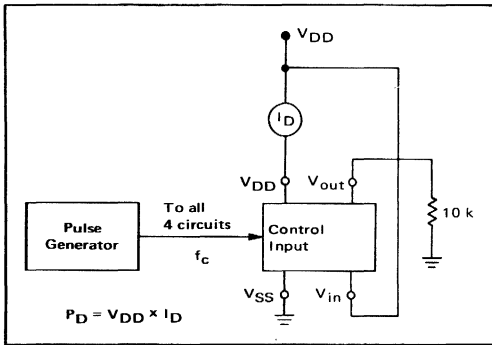 VDD
ID
VDD
Vout
10 k
Pulse
Generator
To all
4 circuits
fc
Control
Input
VSS
Vin
PD = VDD x ID